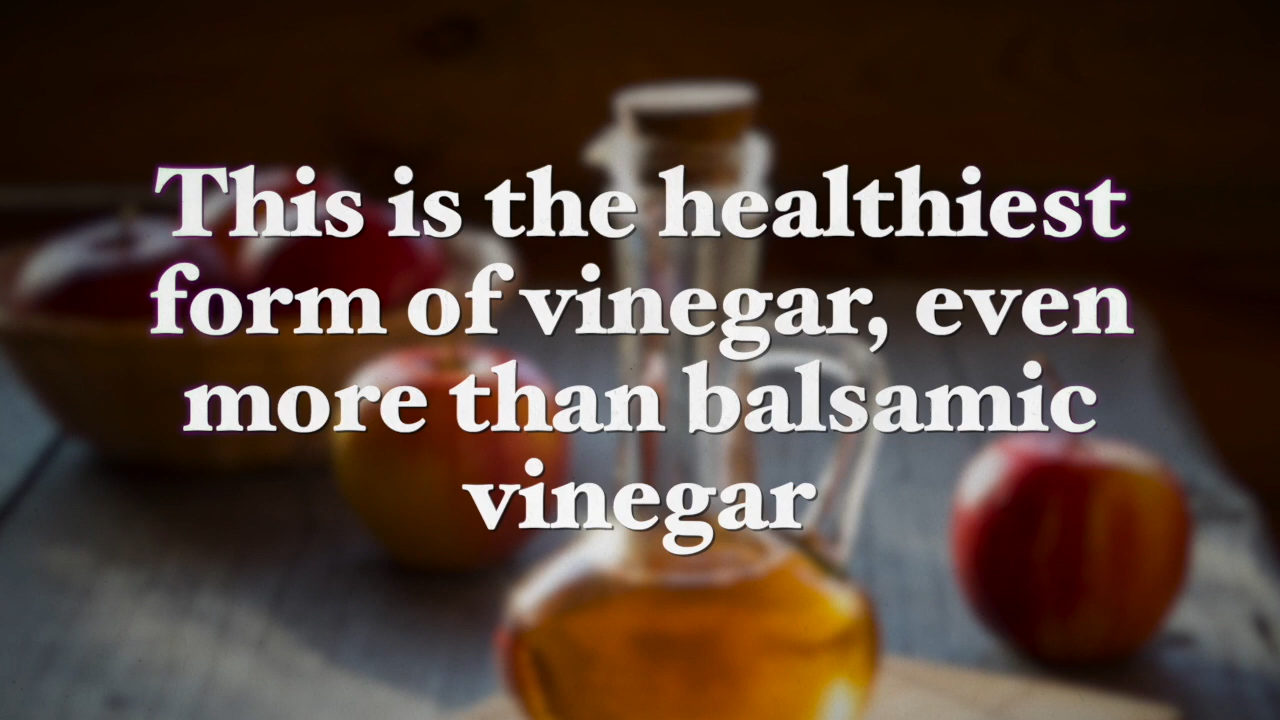 This is the healthiest
form of vinegar, even
more than balsamic
vinegar